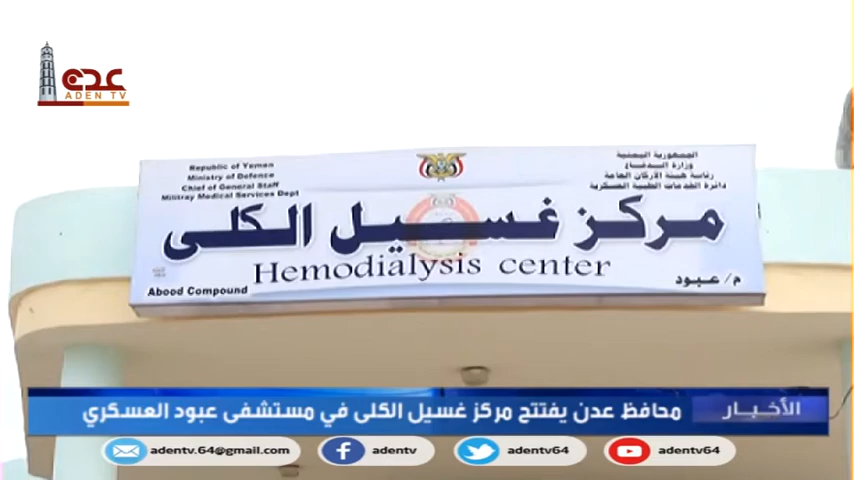 عدن
ADEN TV
Republic of Yemen
Ministry of Defence
Chief of General Staff
Militray Medical Services Dept
الجمهورية اليمنية
وزارة الدفاع
رئاسة هيئة الأركان العامة
دائرة الخدمات الطبية العسكرية
مركز غسيل الكلى
Hemodialysis center
Abood Compound
م/عبود
الأخبار
محافظ عدن يفتتح مركز غسيل الكلى في مستشفى عبود العسكري
adentv.64@gmail.com
adentv
adentv64
adentv64